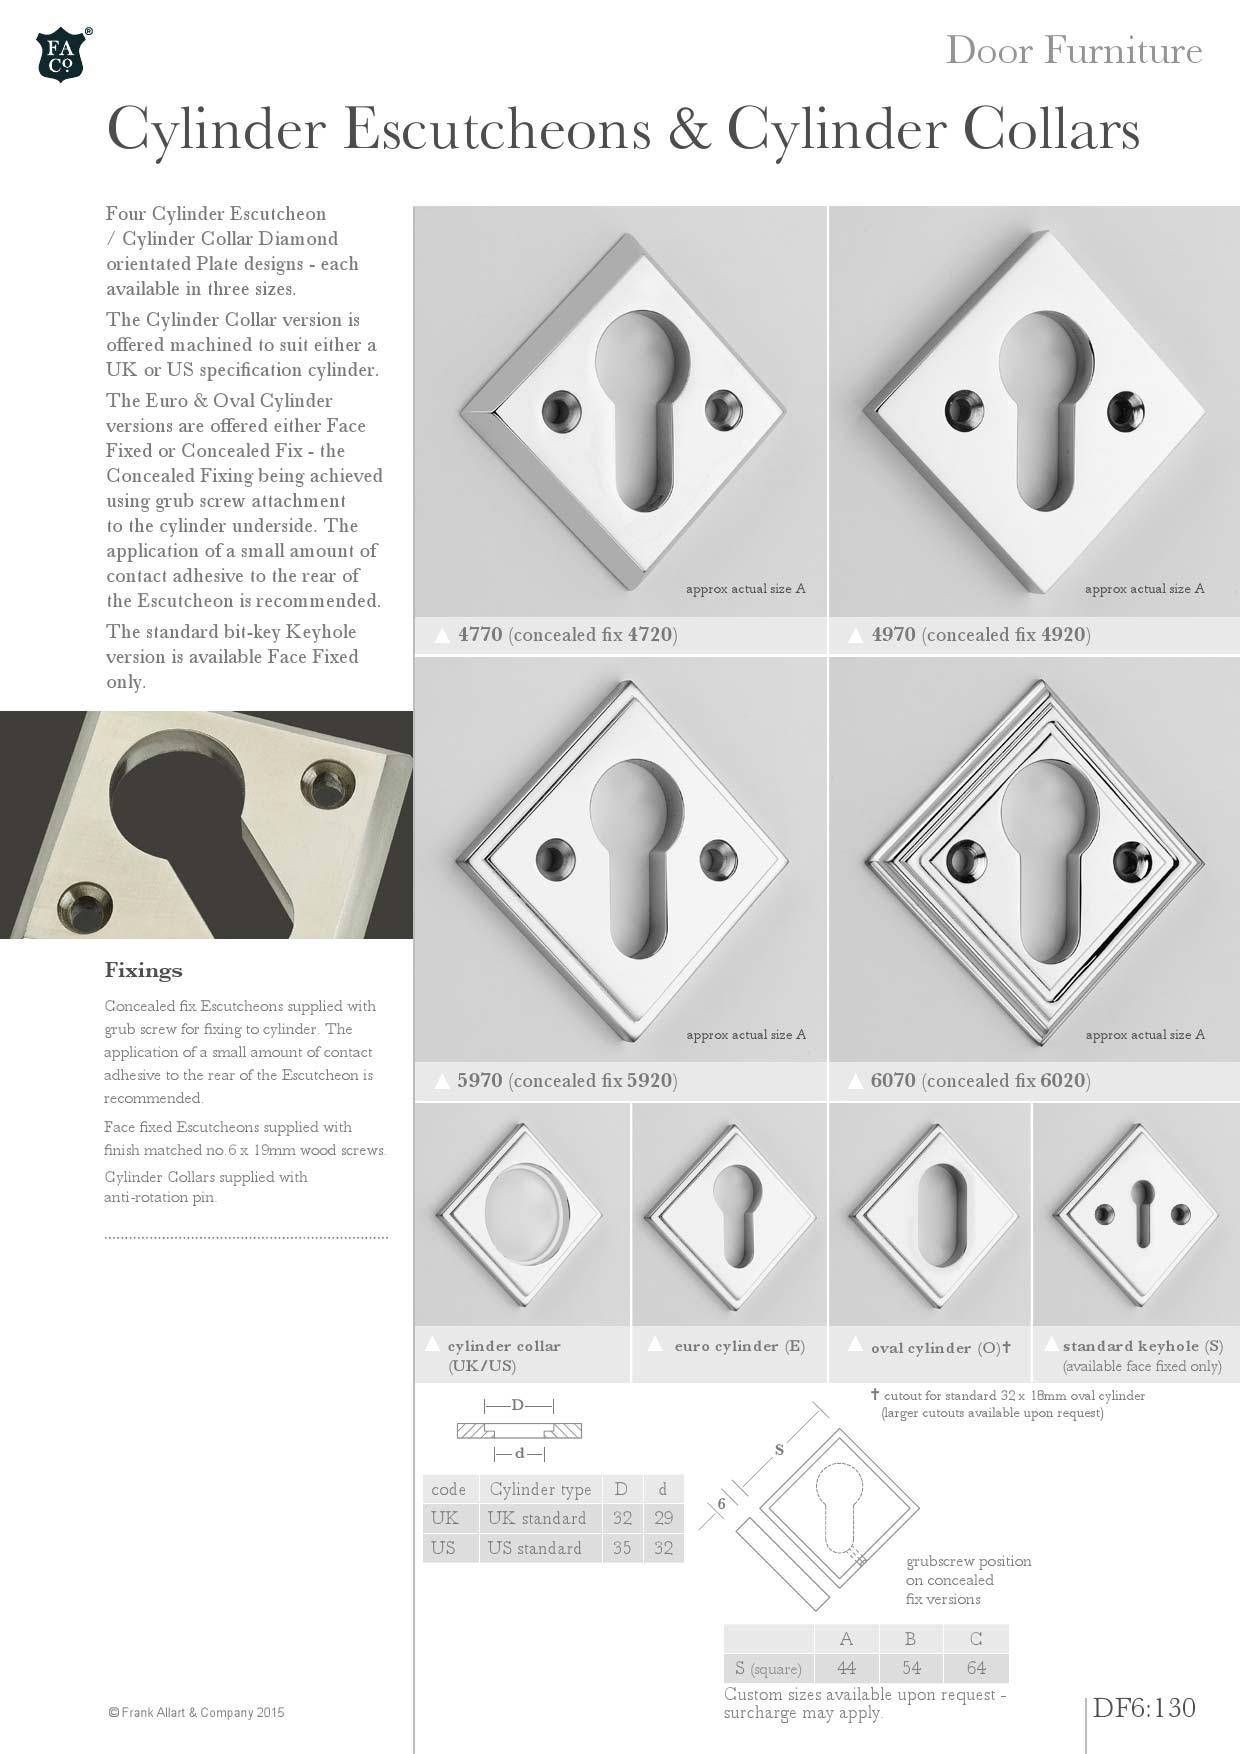 FA
Co.
®
Door Furniture
Cylinder Escutcheons & Cylinder Collars
Four Cylinder Escutcheon
/ Cylinder Collar Diamond
orientated Plate designs - each
available in three sizes.
The Cylinder Collar version is
offered machined to suit either a
UK or US specification cylinder.
The Euro & Oval Cylinder
versions are offered either Face
Fixed or Concealed Fix - the
Concealed Fixing being achieved
using grub screw attachment
to the cylinder underside. The
application of a small amount of
contact adhesive to the rear of
the Escutcheon is recommended.
The standard bit-key Keyhole
version is available Face Fixed
only.
Fixings
Concealed fix Escutcheons supplied with
grub screw for fixing to cylinder. The
application of a small amount of contact
adhesive to the rear of the Escutcheon is
recommended.
Face fixed Escutcheons supplied with
finish matched no.6 x 19mm wood screws.
Cylinder Collars supplied with
anti-rotation pin.
approx actual size A
approx actual size A
4770 (concealed fix 4720)
4970 (concealed fix 4920)
approx actual size A
approx actual size A
5970 (concealed fix 5920)
6070 (concealed fix 6020)
cylinder collar
(UK/US)
euro cylinder (E)
oval cylinder (O)✝
standard keyhole (S)
(available face fixed only)
✝ cutout for standard 32 x 18mm oval cylinder
(larger cutouts available upon request)
D
d
code Cylinder type D d
UK UK standard 32 29
US US standard 35 32
S
6
grubscrew position
on concealed
fix versions
A B C
S (square) 44 54 64
Custom sizes available upon request -
surcharge may apply.
© Frank Allart & Company 2015
DF6:130